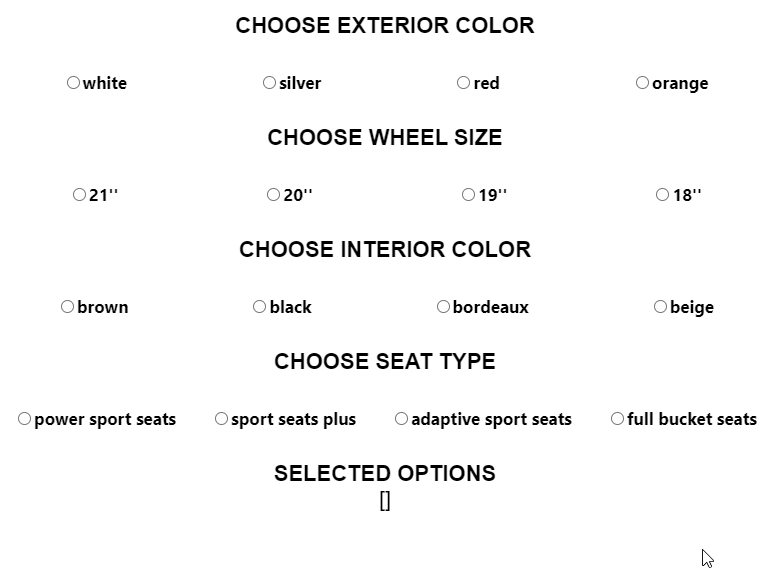 CHOOSE EXTERIOR COLOR
white silver red orange
CHOOSE WHEEL SIZE
21'' 20'' 19'' 18''
CHOOSE INTERIOR COLOR
brown black bordeaux beige
CHOOSE SEAT TYPE
power sport seats sport seats plus adaptive sport seats full bucket seats
SELECTED OPTIONS
[]